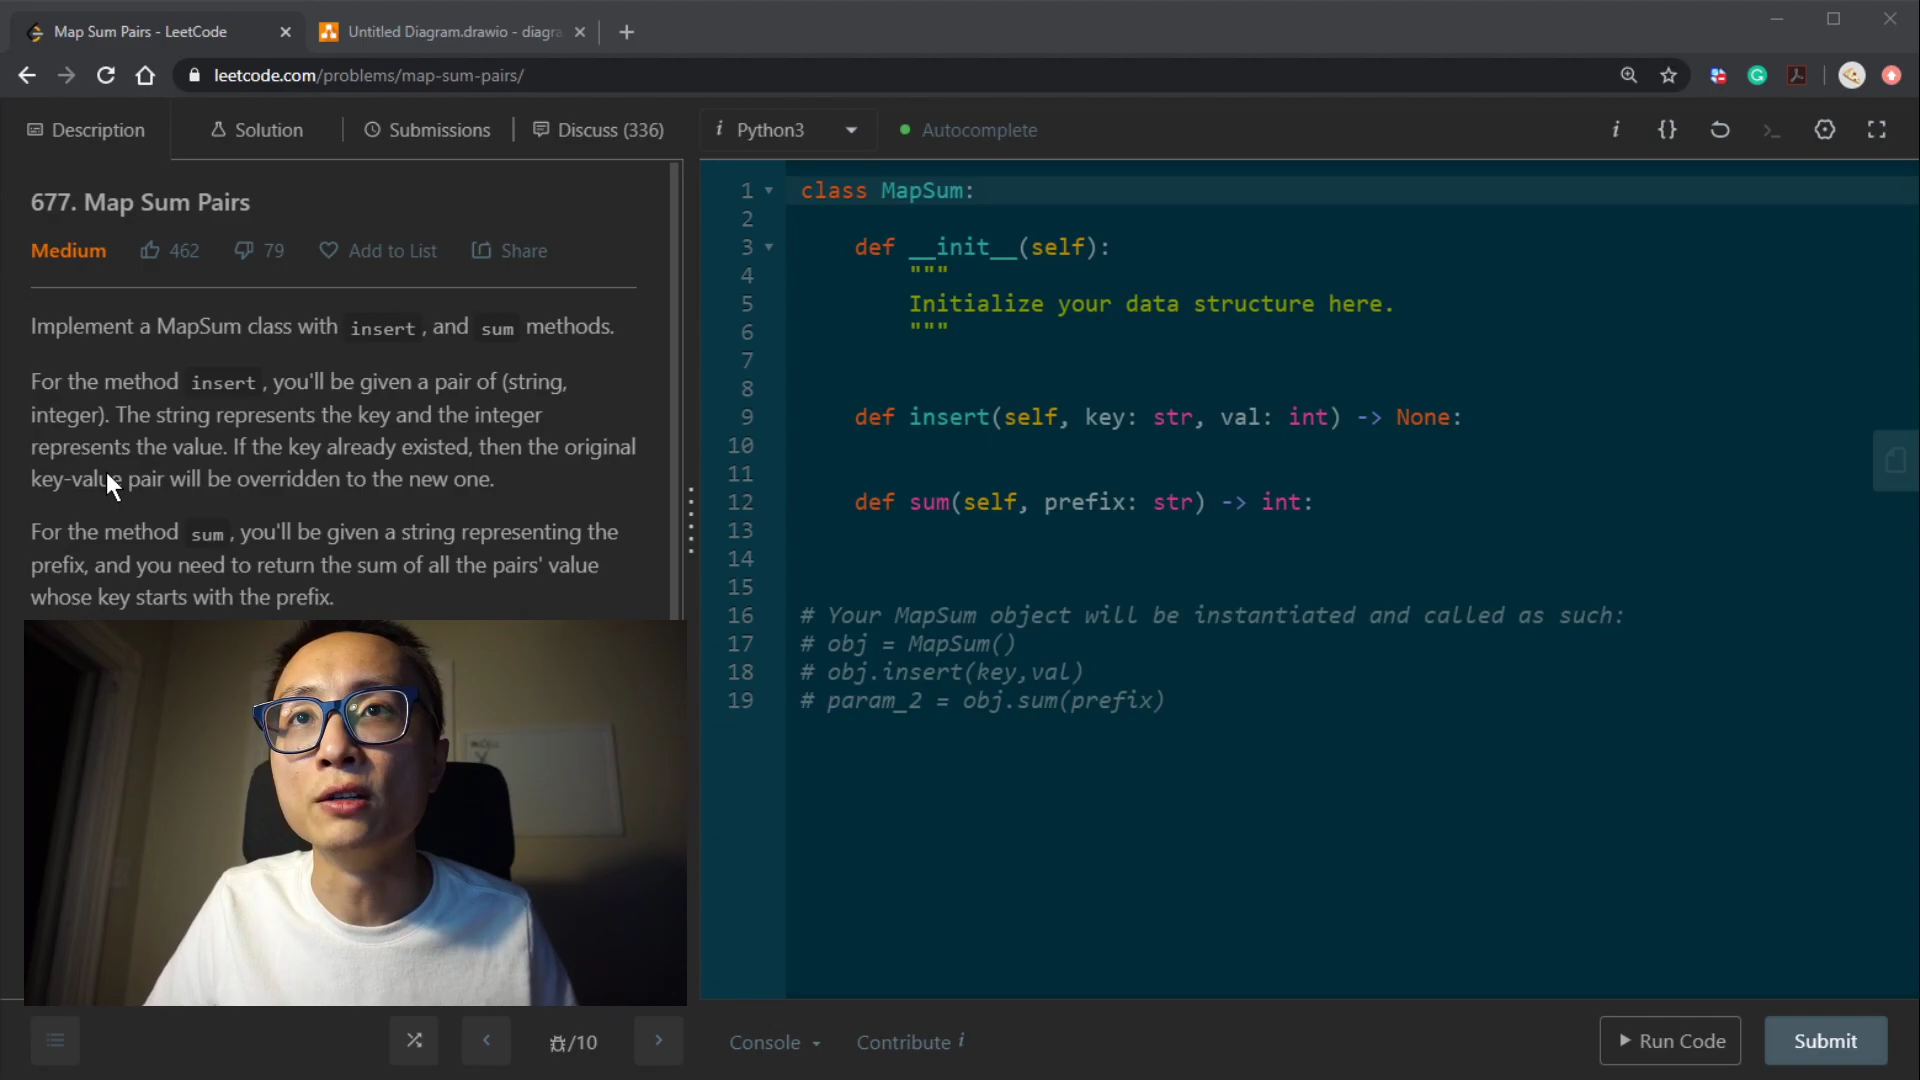 Map Sum Pairs - LeetCode
Untitled Diagram.drawio - diagra
leetcode.com/problems/map-sum-pairs/
Description
Solution
Submissions
Discuss (336)
i Python3
Autocomplete
i {} >_
677. Map Sum Pairs
Medium 462 79 Add to List Share
Implement a MapSum class with insert, and sum methods.
For the method insert, you'll be given a pair of (string,
integer). The string represents the key and the integer
represents the value. If the key already existed, then the original
key-value pair will be overridden to the new one.
For the method sum, you'll be given a string representing the
prefix, and you need to return the sum of all the pairs' value
whose key starts with the prefix.
/10
1 class MapSum:
2
3 def __init__(self):
4 """
5 Initialize your data structure here.
6 """
7
8
9 def insert(self, key: str, val: int) -> None:
10
11
12 def sum(self, prefix: str) -> int:
13
14
15
16 # Your MapSum object will be instantiated and called as such:
17 # obj = MapSum()
18 # obj.insert(key,val)
19 # param_2 = obj.sum(prefix)
Console
Contribute i
Run Code
Submit